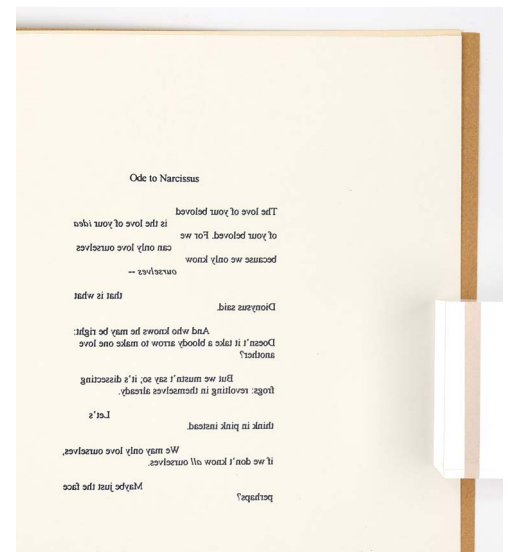 Ode to Narcissus
The love of your beloved
is the love of your idea
of your beloved. For we
can only love ourselves
because we only know
ourselves --
that is what
Dionysus said.
And who knows he may be right:
Doesn't it take a bloody arrow to make one love
another?
But we mustn't say so; it's dissecting
frogs: revolting in themselves already.
Let's
think in pink instead.
We may only love ourselves,
if we don't know all ourselves.
Maybe just the face
perhaps?